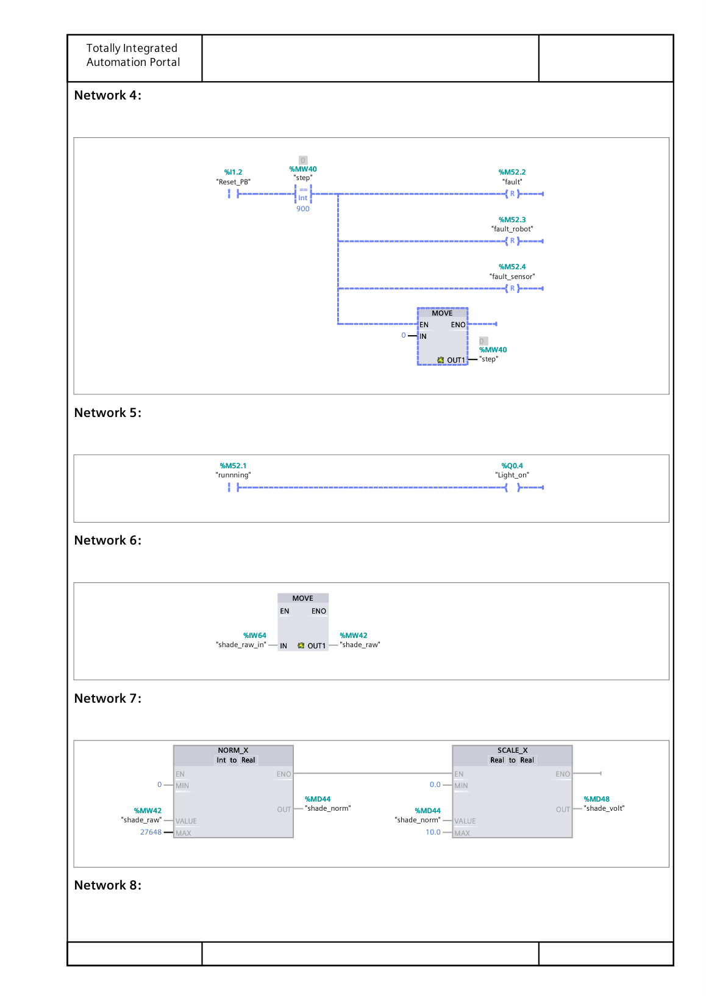 Totally Integrated
Automation Portal
Network 4:
0
%I1.2
%MW40
%M52.2
"Reset_PB"
"step"
"fault"
==
Int
R
900
%M52.3
"fault_robot"
R
%M52.4
"fault_sensor"
R
MOVE
EN ENO
0 IN
0
%MW40
OUT1 "step"
Network 5:
%M52.1 %Q0.4
"runnning" "Light_on"
Network 6:
MOVE
EN ENO
%IW64 %MW42
"shade_raw_in" IN OUT1 "shade_raw"
Network 7:
NORM_X SCALE_X
Int to Real Real to Real
EN ENO EN ENO
0 MIN 0.0 MIN
%MD44 %MD48
OUT "shade_norm" OUT "shade_volt"
%MW42 %MD44
"shade_raw" VALUE "shade_norm" VALUE
27648 MAX 10.0 MAX
Network 8: